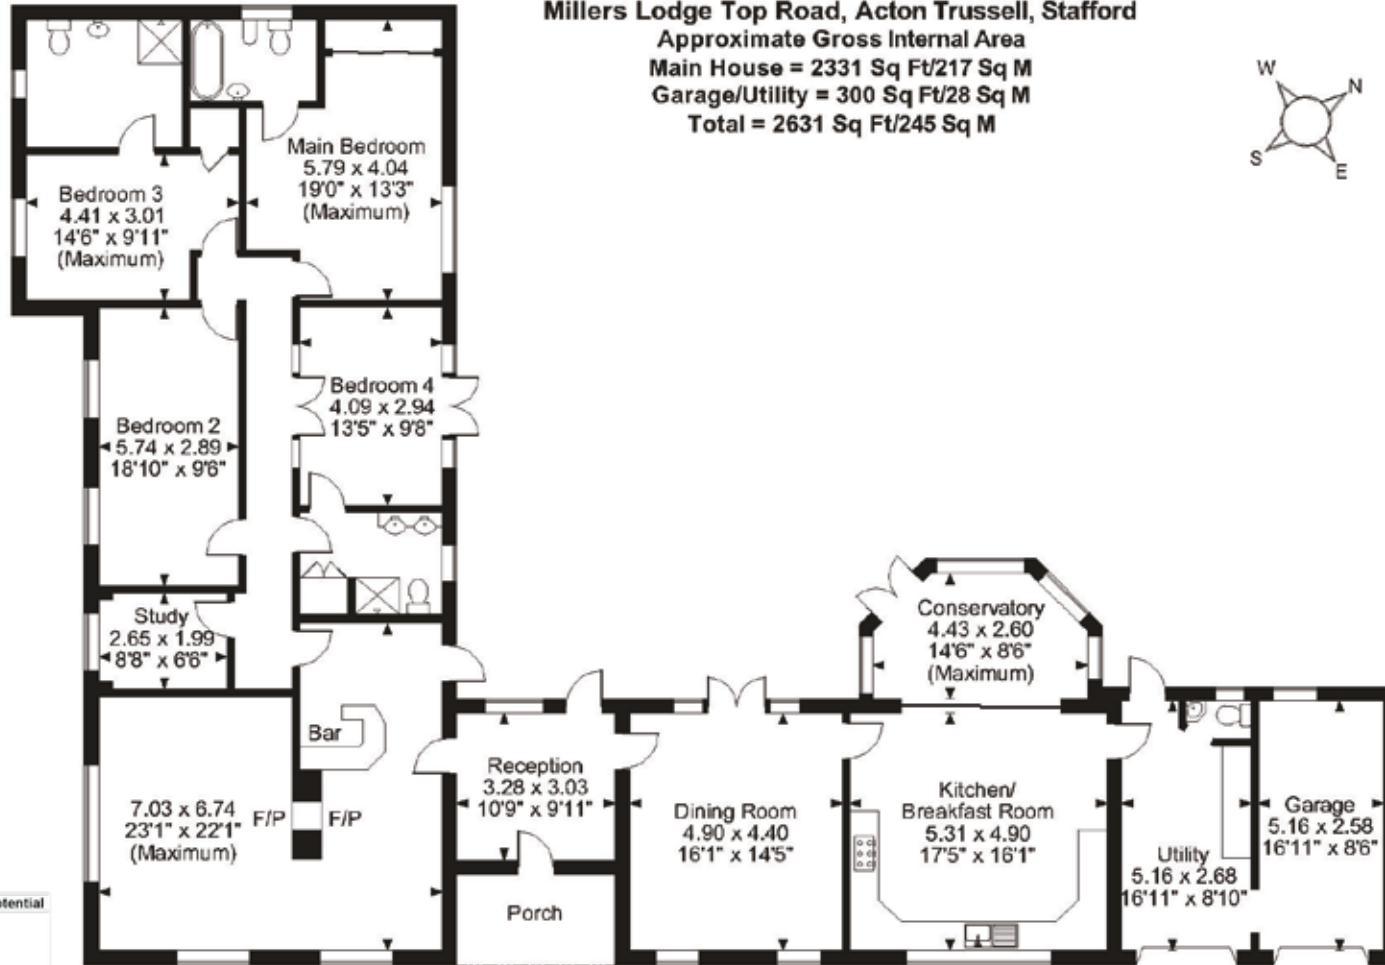 Millers Lodge Top Road, Acton Trussell, Stafford
Approximate Gross Internal Area
Main House = 2331 Sq Ft/217 Sq M
Garage/Utility = 300 Sq Ft/28 Sq M
Total = 2631 Sq Ft/245 Sq M
W
N
S
E
Main Bedroom
5.79 x 4.04
19'0" x 13'3"
(Maximum)
Bedroom 3
4.41 x 3.01
14'6" x 9'11"
(Maximum)
Bedroom 4
4.09 x 2.94
13'5" x 9'8"
Bedroom 2
5.74 x 2.89
18'10" x 9'6"
Study
2.65 x 1.99
8'8" x 6'6"
Conservatory
4.43 x 2.60
14'6" x 8'6"
(Maximum)
Bar
7.03 x 6.74
23'1" x 22'1"
(Maximum)
F/P
F/P
Reception
3.28 x 3.03
10'9" x 9'11"
Dining Room
4.90 x 4.40
16'1" x 14'5"
Kitchen/
Breakfast Room
5.31 x 4.90
17'5" x 16'1"
Utility
5.16 x 2.68
16'11" x 8'10"
Garage
5.16 x 2.58
16'11" x 8'6"
Porch
otential